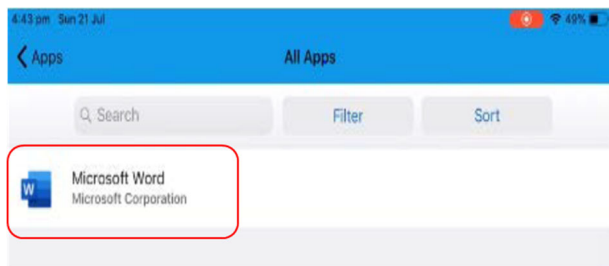 4:43 pm Sun 21 Jul 49%
Apps All Apps
Search Filter Sort
W Microsoft Word
Microsoft Corporation